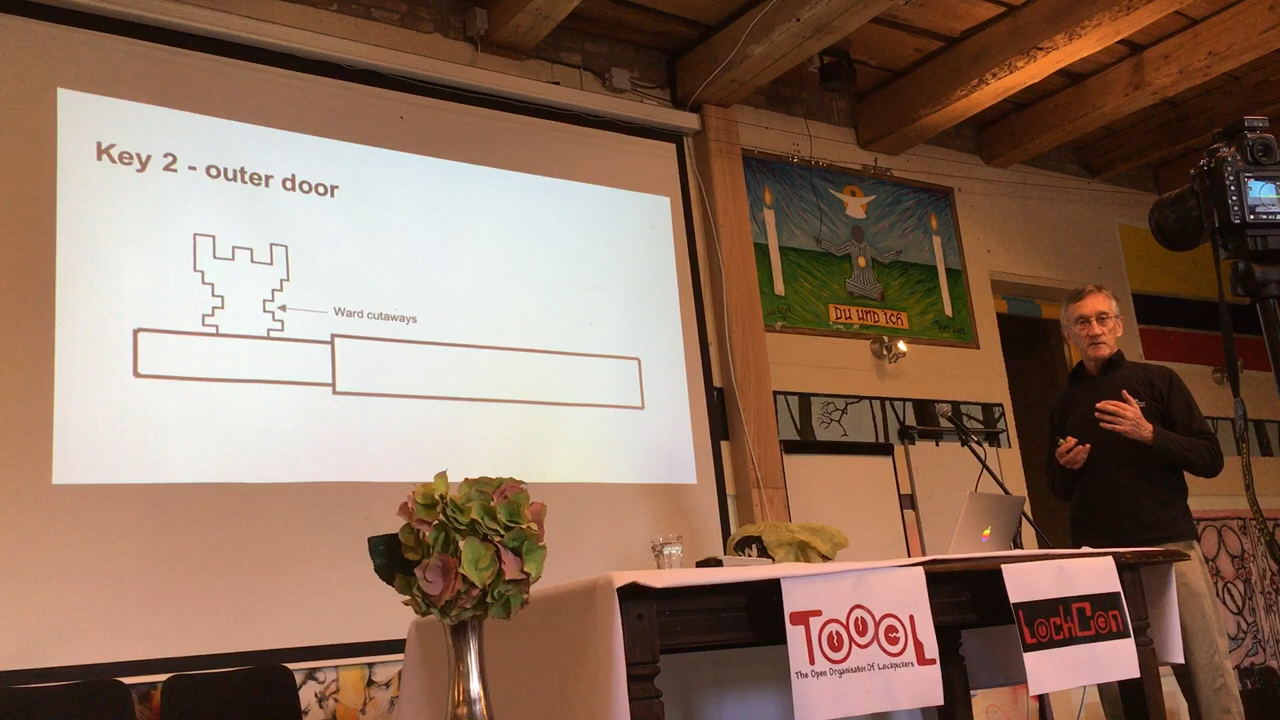 Key 2 - outer door
Ward cutaways
DU UND ICH
TOOOL
The Open Organisation Of Lockpickers
LockCon